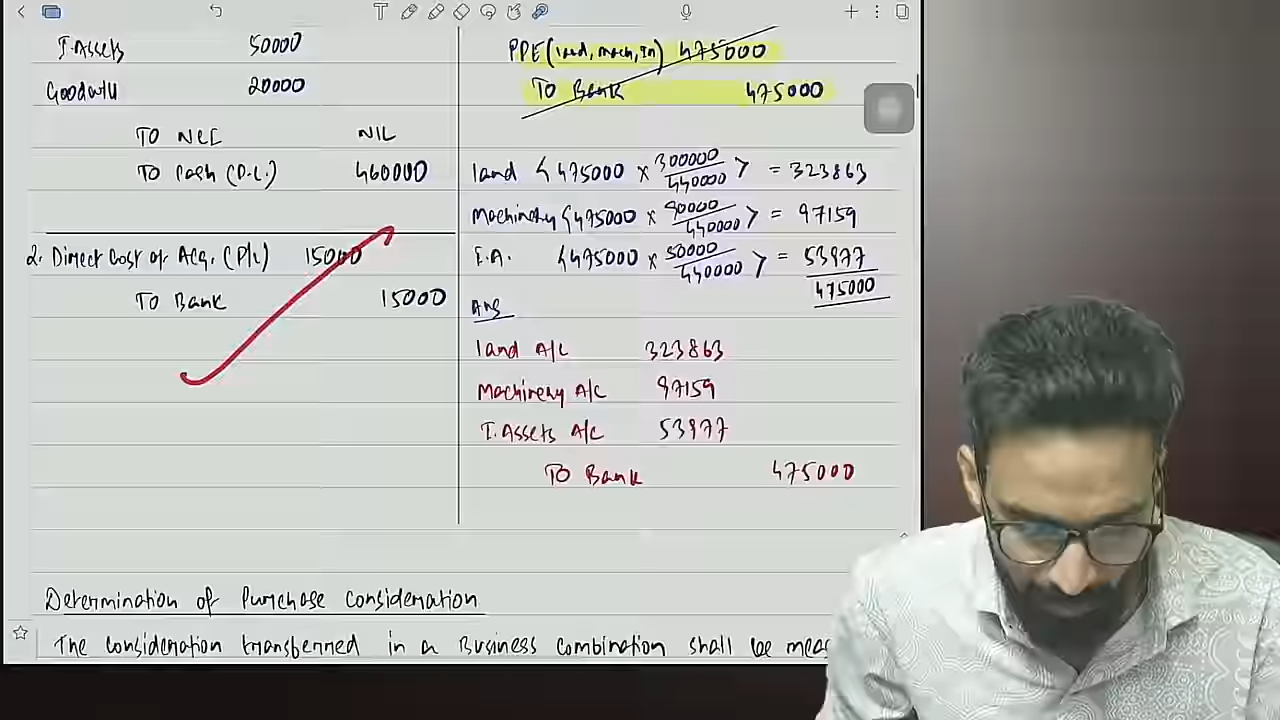 I.Assets 50000
Goodwill 20000
TO NCI NIL
TO Cash (P.C.) 460000
2. Direct Cost of Acq. (P/L) 15000
TO Bank 15000
PPE (land, mach, In) 475000
TO Bank 475000
land < 475000 × 300000/440000 > = 323863
Machinery < 475000 × 90000/440000 > = 97159
I.A. < 475000 × 50000/440000 > = 53977
475000
Ans
land A/C 323863
Machinery A/C 97159
I.Assets A/C 53977
TO Bank 475000
Determination of Purchase Consideration
The Consideration transferred in a Business Combination shall be